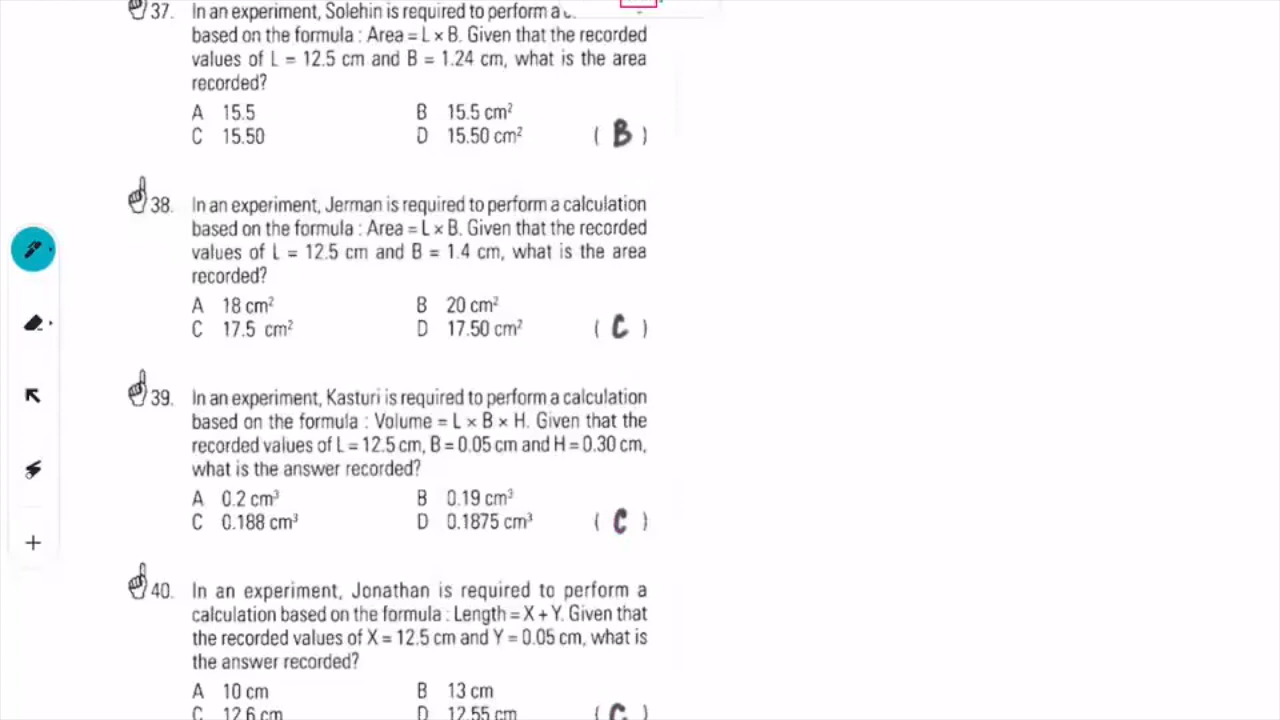 37. In an experiment, Solehin is required to perform a
based on the formula : Area = L × B. Given that the recorded
values of L = 12.5 cm and B = 1.24 cm, what is the area
recorded?
A 15.5 B 15.5 cm²
C 15.50 D 15.50 cm² ( B )
38. In an experiment, Jerman is required to perform a calculation
based on the formula : Area = L × B. Given that the recorded
values of L = 12.5 cm and B = 1.4 cm, what is the area
recorded?
A 18 cm² B 20 cm²
C 17.5 cm² D 17.50 cm² ( C )
39. In an experiment, Kasturi is required to perform a calculation
based on the formula : Volume = L × B × H. Given that the
recorded values of L = 12.5 cm, B = 0.05 cm and H = 0.30 cm,
what is the answer recorded?
A 0.2 cm³ B 0.19 cm³
C 0.188 cm³ D 0.1875 cm³ ( C )
40. In an experiment, Jonathan is required to perform a
calculation based on the formula : Length = X + Y. Given that
the recorded values of X = 12.5 cm and Y = 0.05 cm, what is
the answer recorded?
A 10 cm B 13 cm
C 12.6 cm D 12.55 cm ( C )